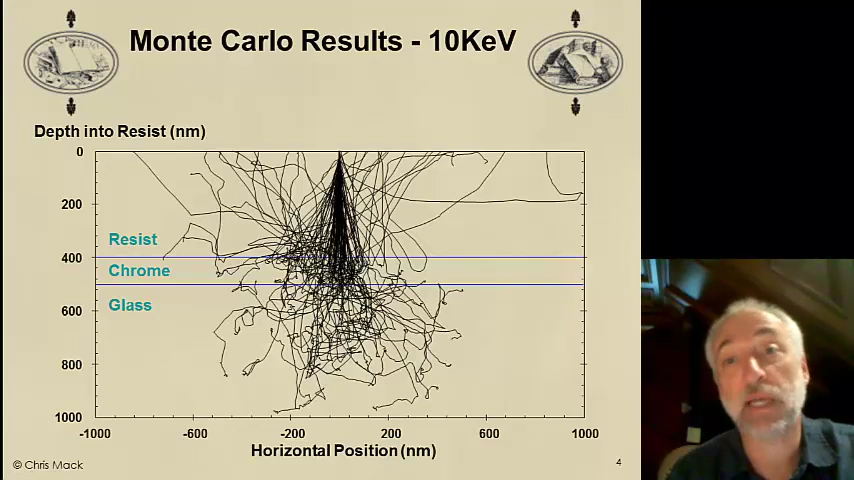 Monte Carlo Results - 10KeV
Depth into Resist (nm)
0
200
Resist
400
Chrome
Glass
600
800
1000
-1000 -600 -200 200 600 1000
Horizontal Position (nm)
© Chris Mack
4